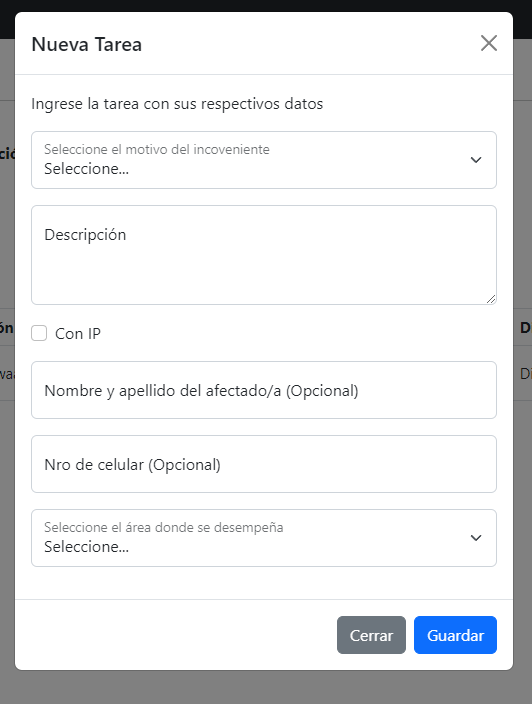 Nueva Tarea
Ingrese la tarea con sus respectivos datos
Seleccione el motivo del incoveniente
Seleccione...
Descripción
Con IP
Nombre y apellido del afectado/a (Opcional)
Nro de celular (Opcional)
Seleccione el área donde se desempeña
Seleccione...
Cerrar
Guardar